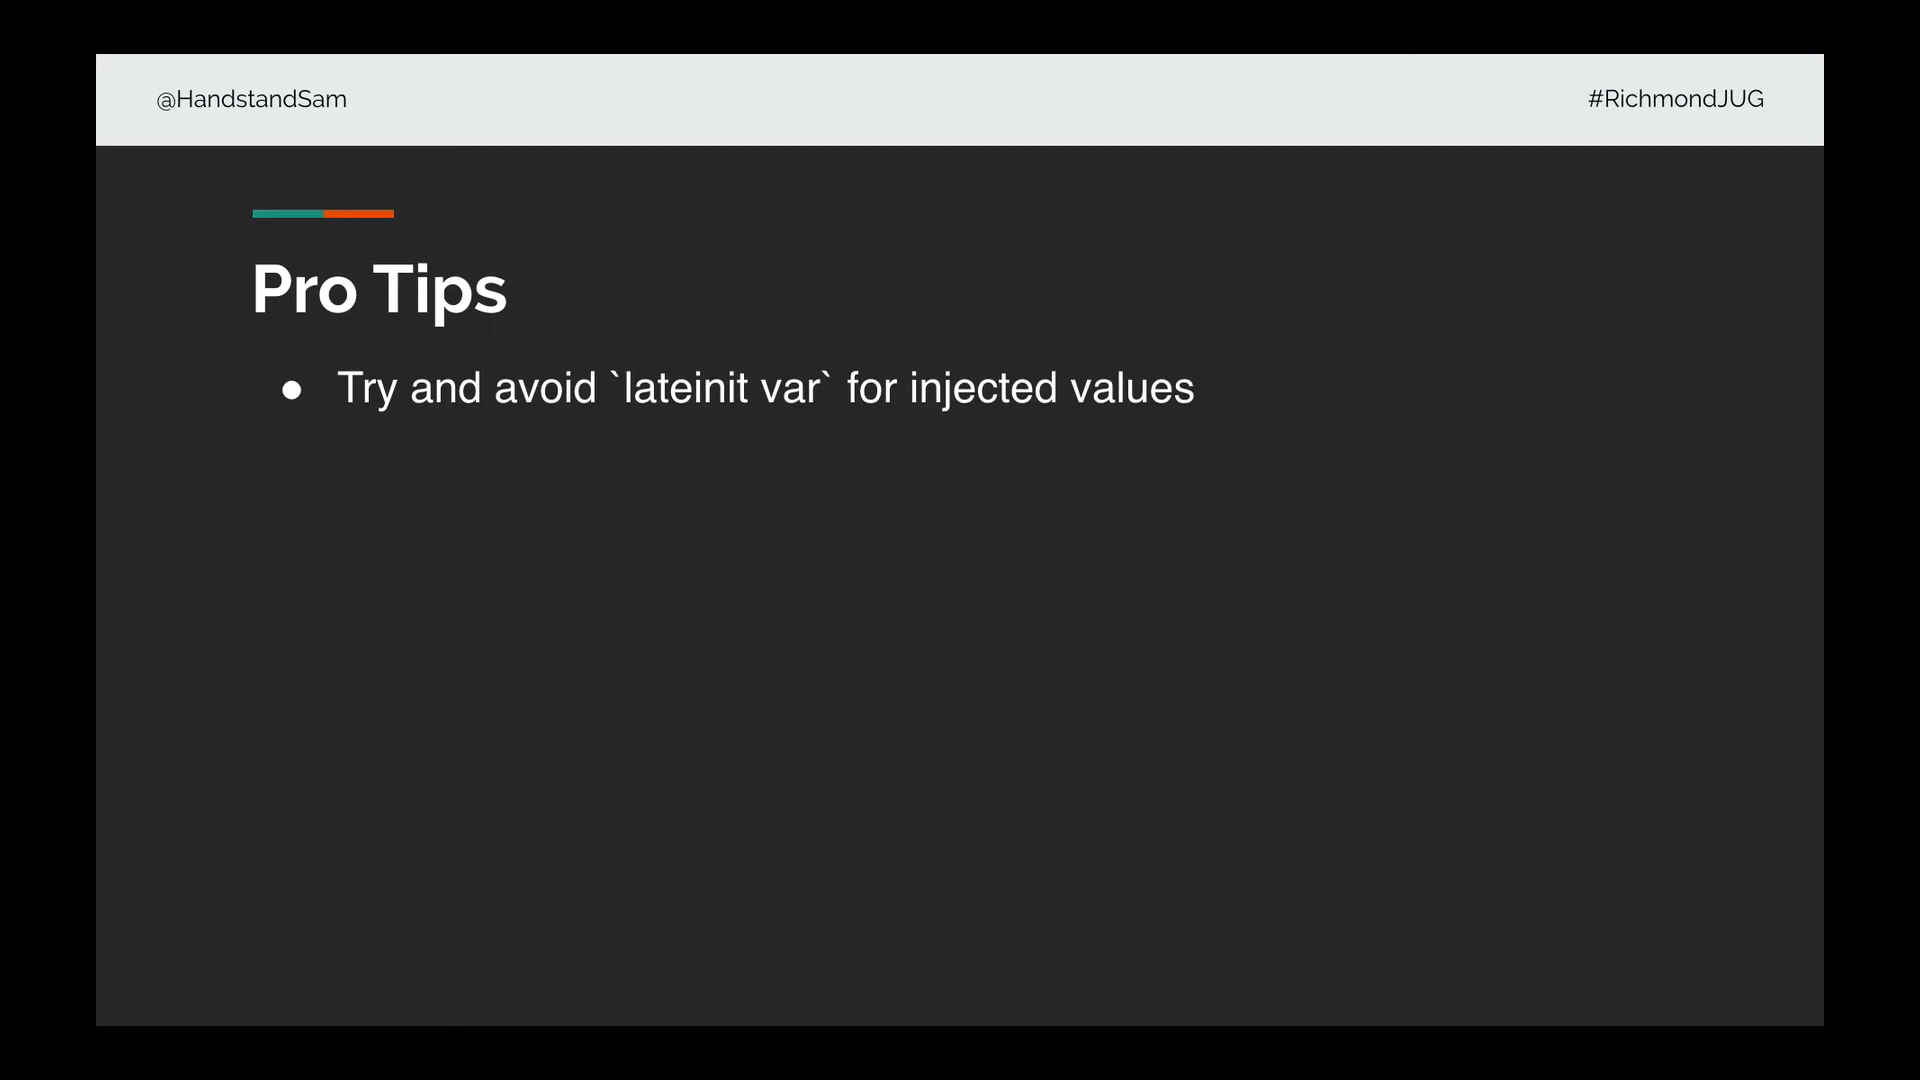 @HandstandSam
#RichmondJUG
Pro Tips
● Try and avoid `lateinit var` for injected values